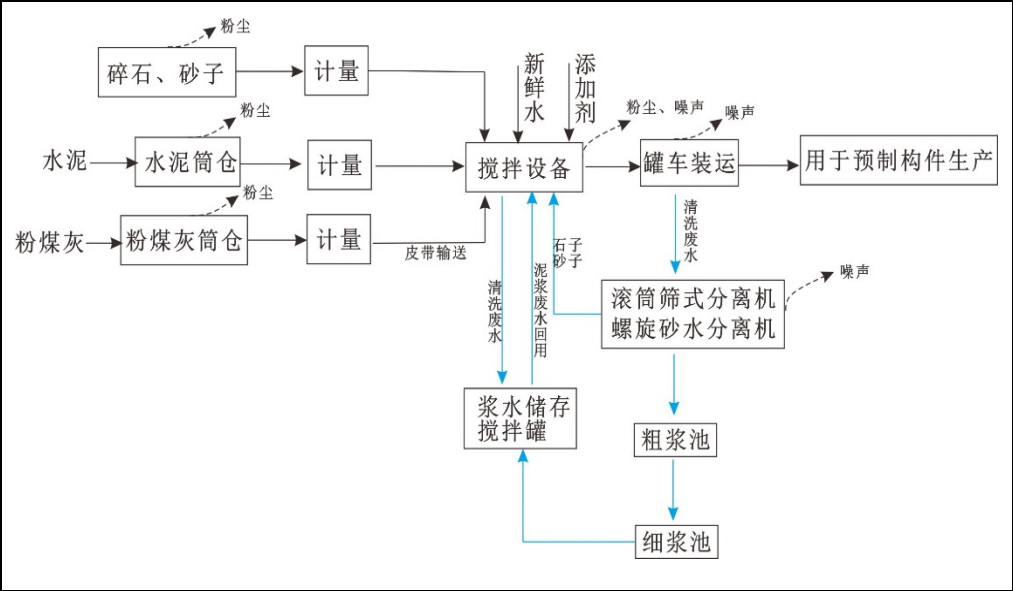 粉尘
碎石、砂子
计量
新鲜水
添加剂
粉尘
水泥
水泥筒仓
计量
搅拌设备
粉尘、噪声
罐车装运
噪声
用于预制构件生产
粉尘
粉煤灰
粉煤灰筒仓
计量
皮带输送
清洗废水
泥浆废水回用
石子
砂子
清洗废水
滚筒筛式分离机
螺旋砂水分离机
噪声
浆水储存
搅拌罐
粗浆池
细浆池